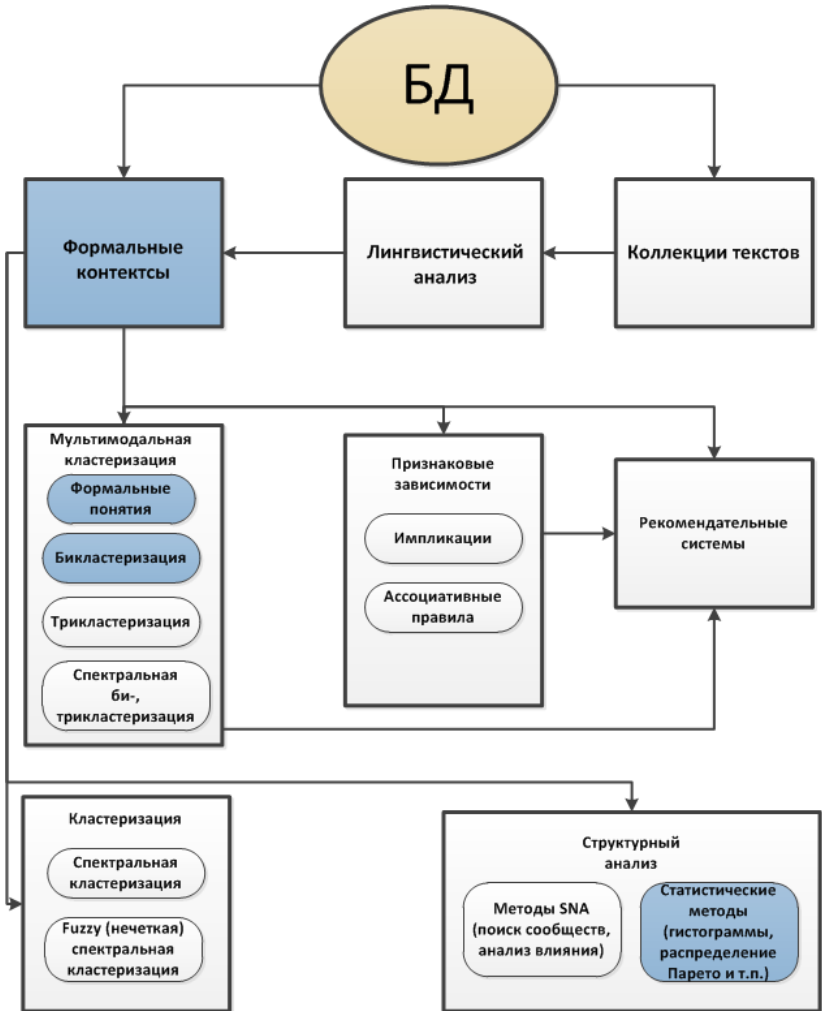 БД
Формальные
контектсы
Лингвистический
анализ
Коллекции текстов
Мультимодальная
кластеризация
Формальные
понятия
Бикластеризация
Трикластеризация
Спектральная
би-,
трикластеризация
Признаковые
зависимости
Импликации
Ассоциативные
правила
Рекомендательные
системы
Кластеризация
Спектральная
кластеризация
Fuzzy (нечеткая)
спектральная
кластеризация
Структурный
анализ
Методы SNA
(поиск сообществ,
анализ влияния)
Статистические
методы
(гистограммы,
распределение
Парето и т.п.)